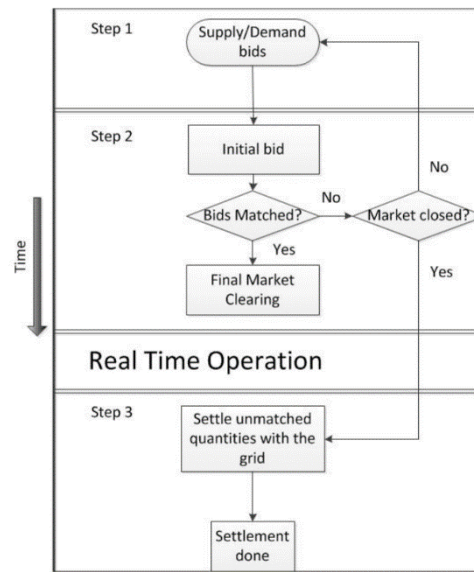 Step 1
Supply/Demand
bids
Step 2
Initial bid
No
No
Bids Matched?
Market closed?
Yes
Yes
Final Market
Clearing
Time
Real Time Operation
Step 3
Settle unmatched
quantities with the
grid
Settlement
done